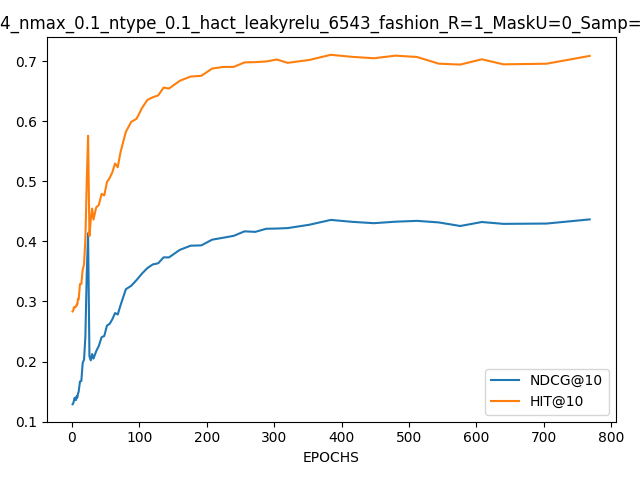 4_nmax_0.1_ntype_0.1_hact_leakyrelu_6543_fashion_R=1_MaskU=0_Samp=
0.7
0.6
0.5
0.4
0.3
0.2
0.1
NDCG@10
HIT@10
0 100 200 300 400 500 600 700 800
EPOCHS